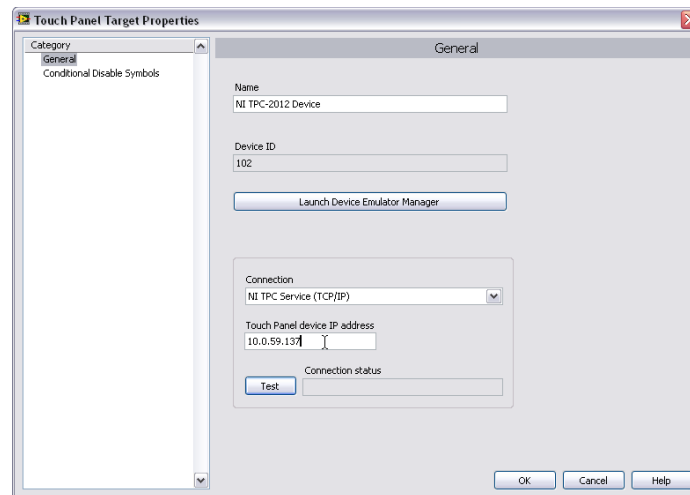 Touch Panel Target Properties
Category
General
Conditional Disable Symbols
General
Name
NI TPC-2012 Device
Device ID
102
Launch Device Emulator Manager
Connection
NI TPC Service (TCP/IP)
Touch Panel device IP address
10.0.59.137
Connection status
Test
OK Cancel Help